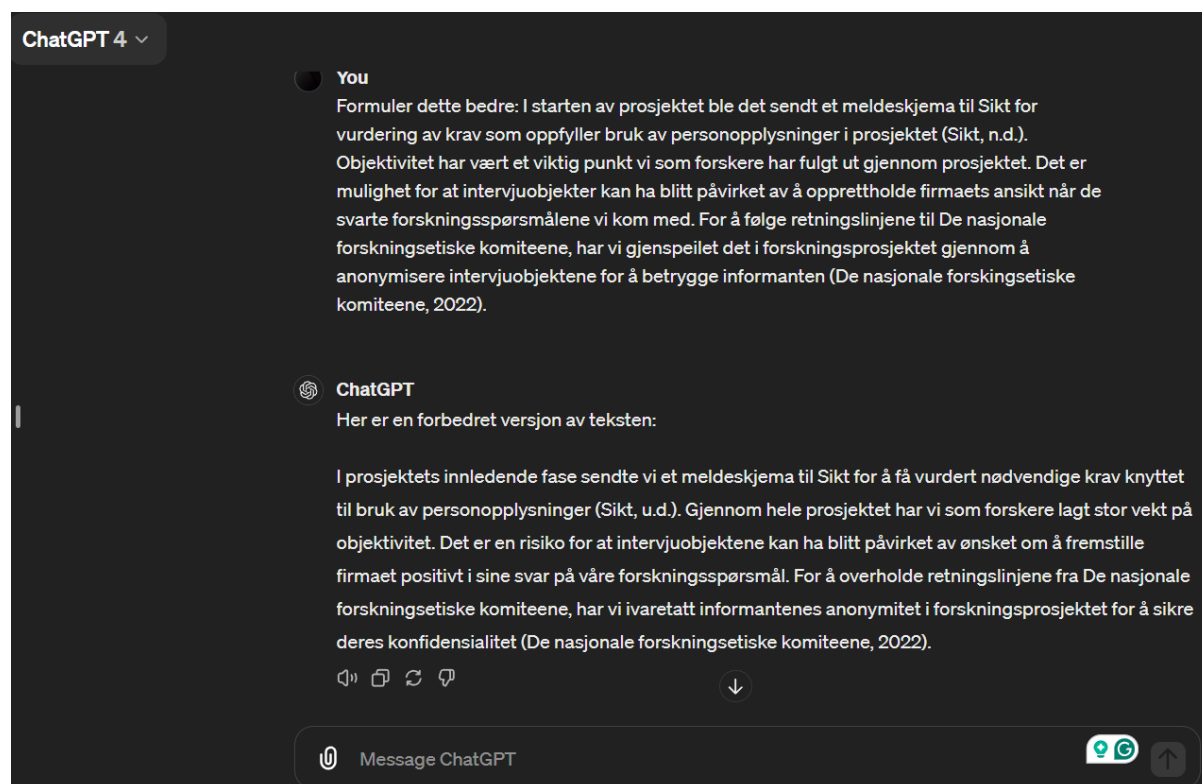 ChatGPT 4
You
Formuler dette bedre: I starten av prosjektet ble det sendt et meldeskjema til Sikt for
vurdering av krav som oppfyller bruk av personopplysninger i prosjektet (Sikt, n.d.).
Objektivitet har vært et viktig punkt vi som forskere har fulgt ut gjennom prosjektet. Det er
mulighet for at intervjuobjekter kan ha blitt påvirket av å opprettholde firmaets ansikt når de
svarte forskningsspørsmålene vi kom med. For å følge retningslinjene til De nasjonale
forskningsetiske komiteene, har vi gjenspeilet det i forskningsprosjektet gjennom å
anonymisere intervjuobjektene for å betrygge informanten (De nasjonale forskingsetiske
komiteene, 2022).
ChatGPT
Her er en forbedret versjon av teksten:
I prosjektets innledende fase sendte vi et meldeskjema til Sikt for å få vurdert nødvendige krav knyttet
til bruk av personopplysninger (Sikt, u.d.). Gjennom hele prosjektet har vi som forskere lagt stor vekt på
objektivitet. Det er en risiko for at intervjuobjektene kan ha blitt påvirket av ønsket om å fremstille
firmaet positivt i sine svar på våre forskningsspørsmål. For å overholde retningslinjene fra De nasjonale
forskningsetiske komiteene, har vi ivaretatt informantenes anonymitet i forskningsprosjektet for å sikre
deres konfidensialitet (De nasjonale forskningsetiske komiteene, 2022).
Message ChatGPT